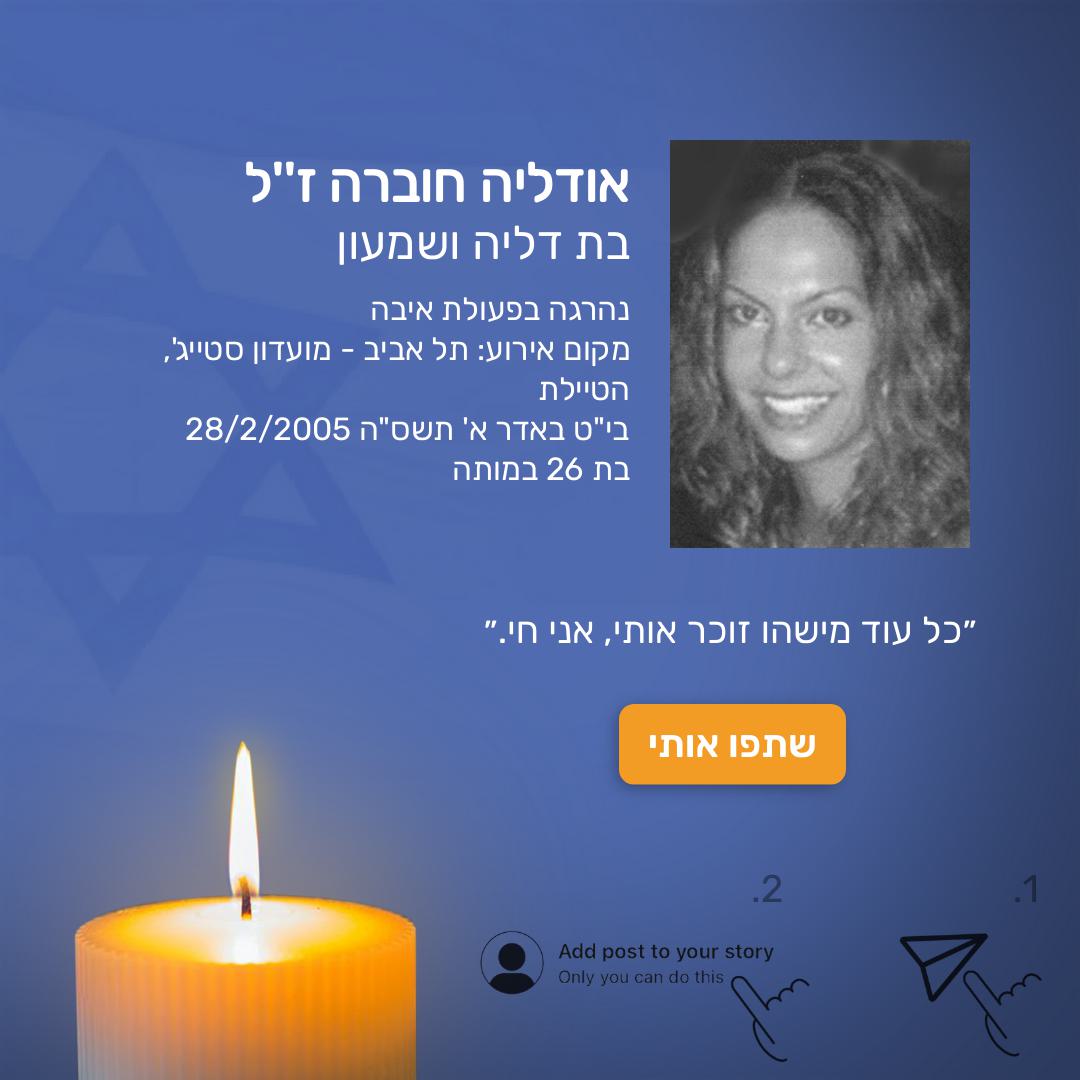 אודליה חוברה ז"ל
בת דליה ושמעון
נהרגה בפעולת איבה
מקום אירוע: תל אביב - מועדון סטייג',
הטיילת
בי"ט באדר א' תשס"ה 28/2/2005
בת 26 במותה
״כל עוד מישהו זוכר אותי, אני חי.״
שתפו אותי
1.
2.
Add post to your story
Only you can do this